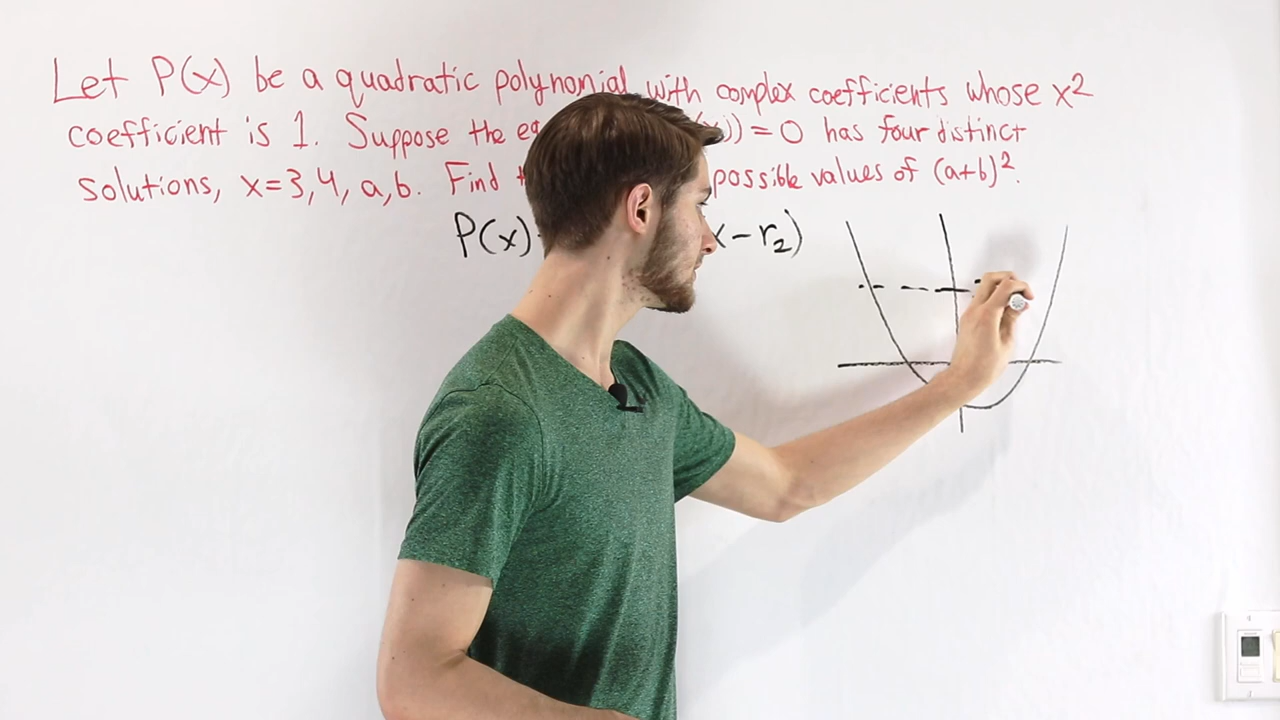 Let P(x) be a quadratic polynomial with complex coefficients whose x²
coefficient is 1. Suppose the )) = 0 has four distinct
solutions, x=3,4, a,b. Find possible values of (a+b)².
P(x) x - r₂)